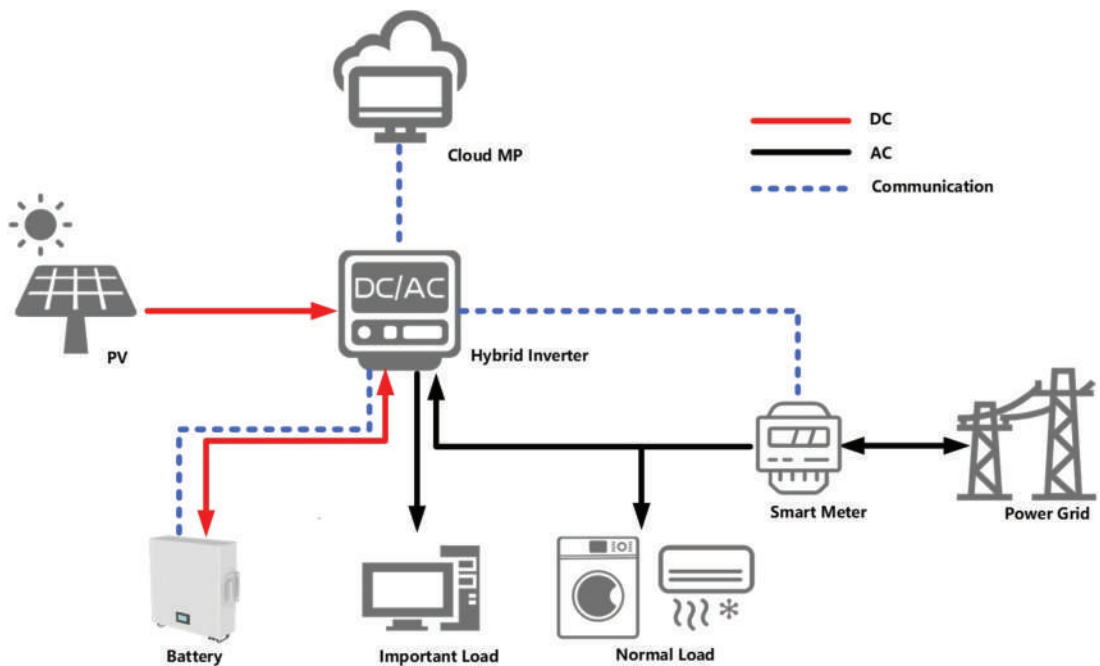 Cloud MP
DC
AC
Communication
DC/AC
PV
Hybrid Inverter
Smart Meter
Power Grid
Battery
Important Load
Normal Load